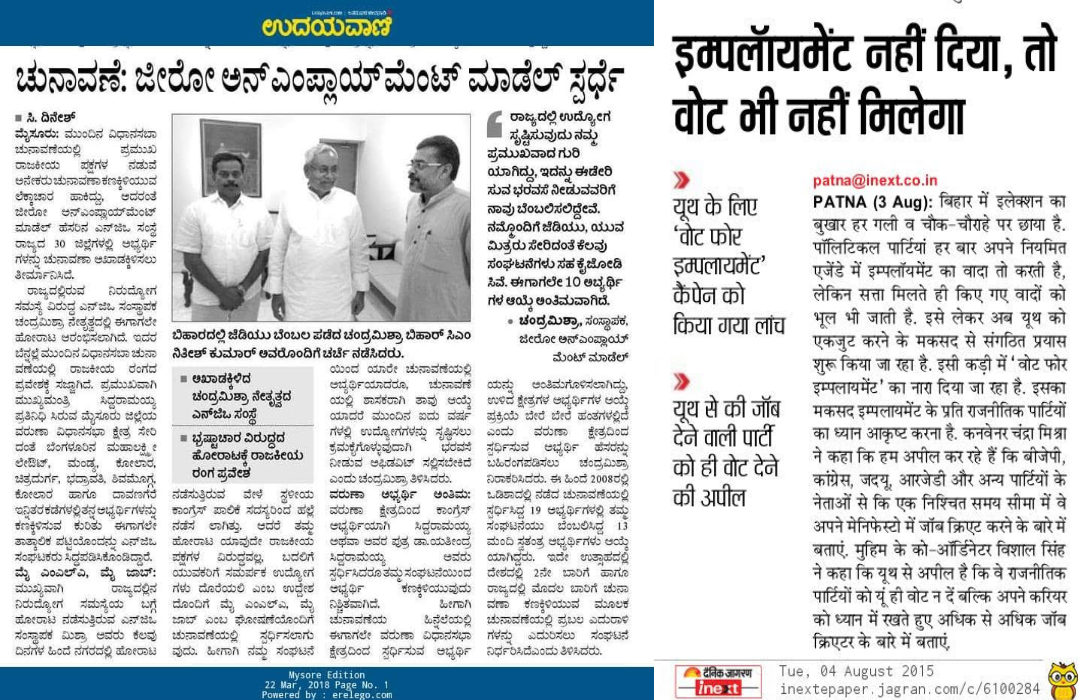 ಉದಯವಾಣಿ
ಚುನಾವಣೆ: ಜೀರೋ ಅನ್‌ಎಂಪ್ಲಾಯ್‌ಮೆಂಟ್ ಮಾಡೆಲ್ ಸ್ಪರ್ಧೆ
■ ಸಿ. ದಿನೇಶ್
ಮೈಸೂರು: ಮುಂದಿನ ವಿಧಾನಸಭಾ
ಚುನಾವಣೆಯಲ್ಲಿ ಪ್ರಮುಖ
ರಾಜಕೀಯ ಪಕ್ಷಗಳ ನಡುವೆ
ಅನೇಕರು ಚುನಾವಣಾ ಕಣಕ್ಕಿಳಿಯುವ
ಲೆಕ್ಕಾಚಾರ ಹಾಕಿದ್ದು, ಅದರಂತೆ
ಜೀರೋ ಅನ್‌ಎಂಪ್ಲಾಯ್‌ಮೆಂಟ್
ಮಾಡೆಲ್ ಹೆಸರಿನ ಎನ್‌ಜಿಒ ಸಂಸ್ಥೆ
ರಾಜ್ಯದ 30 ಜಿಲ್ಲೆಗಳಲ್ಲಿ ಅಭ್ಯರ್ಥಿ
ಗಳನ್ನು ಚುನಾವಣಾ ಅಖಾಡಕ್ಕಿಳಿಸಲು
ತೀರ್ಮಾನಿಸಿದೆ.
ರಾಜ್ಯದಲ್ಲಿರುವ ನಿರುದ್ಯೋಗ
ಸಮಸ್ಯೆ ವಿರುದ್ಧ ಎನ್‌ಜಿಒ ಸಂಸ್ಥಾಪಕ
ಚಂದ್ರಮಿಶ್ರಾ ನೇತೃತ್ವದಲ್ಲಿ ಈಗಾಗಲೇ
ಹೋರಾಟ ಆರಂಭಿಸಲಾಗಿದೆ. ಇದರ
ಬೆನ್ನಲ್ಲೆ ಮುಂದಿನ ವಿಧಾನಸಭಾ ಚುನಾ
ವಣೆಯಲ್ಲಿ ರಾಜಕೀಯ ರಂಗದ
ಪ್ರವೇಶಕ್ಕೆ ಸಜ್ಜಾಗಿದೆ. ಪ್ರಮುಖವಾಗಿ
ಮುಖ್ಯಮಂತ್ರಿ ಸಿದ್ದರಾಮಯ್ಯ
ಪ್ರತಿನಿಧಿ ಸಿರುವ ಮೈಸೂರು ಜಿಲ್ಲೆಯ
ವರುಣಾ ವಿಧಾನಸಭಾ ಕ್ಷೇತ್ರ ಸೇರಿ
ದಂತೆ ಬೆಂಗಳೂರಿನ ಮಹಾಲಕ್ಷ್ಮೀ
ಲೇಔಟ್, ಮಂಡ್ಯ, ಕೋಲಾರ,
ಚಿತ್ರದುರ್ಗ, ಭದ್ರಾವತಿ, ಶಿವಮೊಗ್ಗ,
ಕೋಲಾರ ಹಾಗೂ ದಾವಣಗೆರೆ
ಇನ್ನಿತರ ಕಡೆಗಳಲ್ಲಿ ತನ್ನ ಅಭ್ಯರ್ಥಿಗಳನ್ನು
ಕಣಕ್ಕಿಳಿಸುವ ಕುರಿತು ಈಗಾಗಲೇ
ತಾತ್ಕಾಲಿಕ ಪಟ್ಟಿಯೊಂದನ್ನು ಎನ್‌ಜಿಒ
ಸಂಘಟಕರು ಸಿದ್ಧಪಡಿಸಿಕೊಂಡಿದ್ದಾರೆ.
ಮೈ ಎಂಎಲ್‌ಎ, ಮೈ ಜಾಬ್:
ಮುಖ್ಯವಾಗಿ ರಾಜ್ಯದಲ್ಲಿನ
ನಿರುದ್ಯೋಗ ಸಮಸ್ಯೆಯ ಬಗ್ಗೆ
ಹೋರಾಟ ನಡೆಸುತ್ತಿರುವ ಎನ್‌ಜಿಒ
ಸಂಸ್ಥಾಪಕ ಮಿಶ್ರಾ ಅವರು ಕೆಲವು
ದಿನಗಳ ಹಿಂದೆ ನಗರದಲ್ಲಿ ಹೋರಾಟ
ಬಿಹಾರದಲ್ಲಿ ಜೆಡಿಯು ಬೆಂಬಲ ಪಡೆದ ಚಂದ್ರಮಿಶ್ರಾ ಬಿಹಾರ್ ಸಿಎಂ
ನಿತೀಶ್ ಕುಮಾರ್ ಅವರೊಂದಿಗೆ ಚರ್ಚೆ ನಡೆಸಿದರು.
■ ಅಖಾಡಕ್ಕಿಳಿದ
ಚಂದ್ರಮಿಶ್ರಾ ನೇತೃತ್ವದ
ಎನ್‌ಜಿಒ ಸಂಸ್ಥೆ
■ ಭ್ರಷ್ಟಾಚಾರ ವಿರುದ್ಧದ
ಹೋರಾಟಕ್ಕೆ ರಾಜಕೀಯ
ರಂಗ ಪ್ರವೇಶ
ನಡೆಸುತ್ತಿರುವ ವೇಳೆ ಸ್ಥಳೀಯ
ಕಾಂಗ್ರೆಸ್ ಪಾಲಿಕೆ ಸದಸ್ಯರಿಂದ ಹಲ್ಲೆ
ನಡೆಸ ಲಾಗಿತ್ತು. ಆದರೆ ತಮ್ಮ
ಹೋರಾಟ ಯಾವುದೇ ರಾಜಕೀಯ
ಪಕ್ಷಗಳ ವಿರುದ್ಧವಲ್ಲ, ಬದಲಿಗೆ
ಯುವಕರಿಗೆ ಸಮರ್ಪಕ ಉದ್ಯೋಗ
ಗಳು ದೊರೆಯಲಿ ಎಂಬ ಉದ್ದೇಶ
ದೊಂದಿಗೆ ಮೈ ಎಂಎಲ್‌ಎ, ಮೈ
ಜಾಬ್ ಎಂಬ ಘೋಷಣೆಯೊಂದಿಗೆ
ಚುನಾವಣೆಯಲ್ಲಿ ಸ್ಪರ್ಧಿಸಲಾಗು
ವುದು. ಹೀಗಾಗಿ ನಮ್ಮ ಸಂಘಟನೆ
ಯಿಂದ ಯಾರೇ ಚುನಾವಣೆಯಲ್ಲಿ
ಅಭ್ಯರ್ಥಿಯಾದರೂ, ಚುನಾವಣೆ
ಯಲ್ಲಿ ಶಾಸಕರಾಗಿ ತಾವು ಆಯ್ಕೆ
ಯಾದರೆ ಮುಂದಿನ ಐದು ವರ್ಷ
ಗಳಲ್ಲಿ ಉದ್ಯೋಗಗಳನ್ನು ಸೃಷ್ಟಿಸಲು
ಕ್ರಮಕೈಗೊಳ್ಳುವುದಾಗಿ ಭರವಸೆ
ನೀಡುವ ಅಫಿಡವಿಟ್ ಸಲ್ಲಿಸಬೇಕಿದೆ
ಎಂದು ಚಂದ್ರಮಿಶ್ರಾ ತಿಳಿಸಿದರು.
ವರುಣಾ ಅಭ್ಯರ್ಥಿ ಅಂತಿಮ:
ವರುಣಾ ಕ್ಷೇತ್ರದಿಂದ ಕಾಂಗ್ರೆಸ್
ಅಭ್ಯರ್ಥಿಯಾಗಿ ಸಿದ್ದರಾಮಯ್ಯ
ಅಥವಾ ಅವರ ಪುತ್ರ ಡಾ.ಯತೀಂದ್ರ
ಸಿದ್ದರಾಮಯ್ಯ ಅವರು
ಸ್ಪರ್ಧಿಸಿದರೂ ತಮ್ಮ ಸಂಘಟನೆಯಿಂದ
ಅಭ್ಯರ್ಥಿ ಕಣಕ್ಕಿಳಿಯುವುದು
ನಿಶ್ಚಿತವಾಗಿದೆ. ಹೀಗಾಗಿ
ಚುನಾವಣೆಯ ಹಿನ್ನೆಲೆಯಲ್ಲಿ
ಈಗಾಗಲೇ ವರುಣಾ ವಿಧಾನಸಭಾ
ಕ್ಷೇತ್ರದಿಂದ ಸ್ಪರ್ಧಿಸುವ ಅಭ್ಯರ್ಥಿ
ರಾಜ್ಯದಲ್ಲಿ ಉದ್ಯೋಗ
ಸೃಷ್ಟಿಸುವುದು ನಮ್ಮ
ಪ್ರಮುಖವಾದ ಗುರಿ
ಯಾಗಿದ್ದು, ಇದನ್ನು ಈಡೇರಿ
ಸುವ ಭರವಸೆ ನೀಡುವವರಿಗೆ
ನಾವು ಬೆಂಬಲಿಸಲಿದ್ದೇವೆ.
ನಮ್ಮೊಂದಿಗೆ ಜೆಡಿಯು, ಯುವ
ಮಿತ್ರರು ಸೇರಿದಂತೆ ಕೆಲವು
ಸಂಘಟನೆಗಳು ಸಹ ಕೈಜೋಡಿ
ಸಿವೆ. ಈಗಾಗಲೇ 10 ಅಭ್ಯರ್ಥಿ
ಗಳ ಆಯ್ಕೆ ಅಂತಿಮವಾಗಿದೆ.
● ಚಂದ್ರಮಿಶ್ರಾ, ಸಂಸ್ಥಾಪಕ,
ಜೀರೋ ಅನ್‌ಎಂಪ್ಲಾಯ್
ಮೆಂಟ್ ಮಾಡೆಲ್
ಯನ್ನು ಅಂತಿಮಗೊಳಿಸಲಾಗಿದ್ದು,
ಉಳಿದ ಕ್ಷೇತ್ರಗಳ ಅಭ್ಯರ್ಥಿಗಳ ಆಯ್ಕೆ
ಪ್ರಕ್ರಿಯೆ ಬೇರೆ ಬೇರೆ ಹಂತಗಳಲ್ಲಿದೆ
ಎಂದು ವರುಣಾ ಕ್ಷೇತ್ರದಿಂದ
ಸ್ಪರ್ಧಿಸುವ ಅಭ್ಯರ್ಥಿ ಹೆಸರನ್ನು
ಬಹಿರಂಗಪಡಿಸಲು ಚಂದ್ರಮಿಶ್ರಾ
ನಿರಾಕರಿಸಿದರು. ಈ ಹಿಂದೆ 2008ರಲ್ಲಿ
ಒಡಿಶಾದಲ್ಲಿ ನಡೆದ ಚುನಾವಣೆಯಲ್ಲಿ
ಸ್ಪರ್ಧಿಸಿದ್ದ 19 ಅಭ್ಯರ್ಥಿಗಳಲ್ಲಿ ತಮ್ಮ
ಸಂಘಟನೆಯು ಬೆಂಬಲಿಸಿದ್ದ 13
ಮಂದಿ ಸ್ವತಂತ್ರ ಅಭ್ಯರ್ಥಿಗಳು ಆಯ್ಕೆ
ಯಾಗಿದ್ದರು. ಇದೇ ಉತ್ಸಾಹದಲ್ಲಿ
ದೇಶದಲ್ಲಿ 2ನೇ ಬಾರಿಗೆ ಹಾಗೂ
ರಾಜ್ಯದಲ್ಲಿ ಮೊದಲ ಬಾರಿಗೆ ಚುನಾ
ವಣಾ ಕಣಕ್ಕಿಳಿಯುವ ಮೂಲಕ
ಚುನಾವಣೆಯಲ್ಲಿ ಪ್ರಬಲ ಎದುರಾಳಿ
ಗಳನ್ನು ಎದುರಿಸಲು ಸಂಘಟನೆ
ನಿರ್ಧರಿಸಿದೆ ಎಂದು ತಿಳಿಸಿದರು.
Mysore Edition
22 Mar, 2018 Page No. 1
Powered by : erelego.com
इम्पलॉयमेंट नहीं दिया, तो
वोट भी नहीं मिलेगा
यूथ के लिए
‘वोट फोर
इम्पलायमेंट’
कैंपेन को
किया गया लांच
यूथ से की जॉब
देने वाली पार्टी
को ही वोट देने
की अपील
patna@inext.co.in
PATNA (3 Aug): बिहार में इलेक्शन का
बुखार हर गली व चौक-चौराहे पर छाया है.
पॉलिटिकल पार्टियां हर बार अपने नियमित
एजेंडे में इम्पलॉयमेंट का वादा तो करती है,
लेकिन सत्ता मिलते ही किए गए वादों को
भूल भी जाती है. इसे लेकर अब यूथ को
एकजुट करने के मकसद से संगठित प्रयास
शुरू किया जा रहा है. इसी कड़ी में ‘वोट फोर
इम्पलायमेंट’ का नारा दिया जा रहा है. इसका
मकसद इम्पलायमेंट के प्रति राजनीतिक पार्टियों
का ध्यान आकृष्ट करना है. कनवेनर चंद्रा मिश्रा
ने कहा कि हम अपील कर रहे हैं कि बीजेपी,
कांग्रेस, जदयू, आरजेडी और अन्य पार्टियों के
नेताओं से कि एक निश्चित समय सीमा में वे
अपने मेनिफेस्टो में जॉब क्रिएट करने के बारे में
बताएं. मुहिम के को-ऑर्डिनेटर विशाल सिंह
ने कहा कि यूथ से अपील है कि वे राजनीतिक
पार्टियों को यूं ही वोट न दें बल्कि अपने करियर
को ध्यान में रखते हुए अधिक से अधिक जॉब
क्रिएटर के बारे में बताएं.
दैनिक जागरण
inext
Tue, 04 August 2015
inextepaper.jagran.com/c/6100284